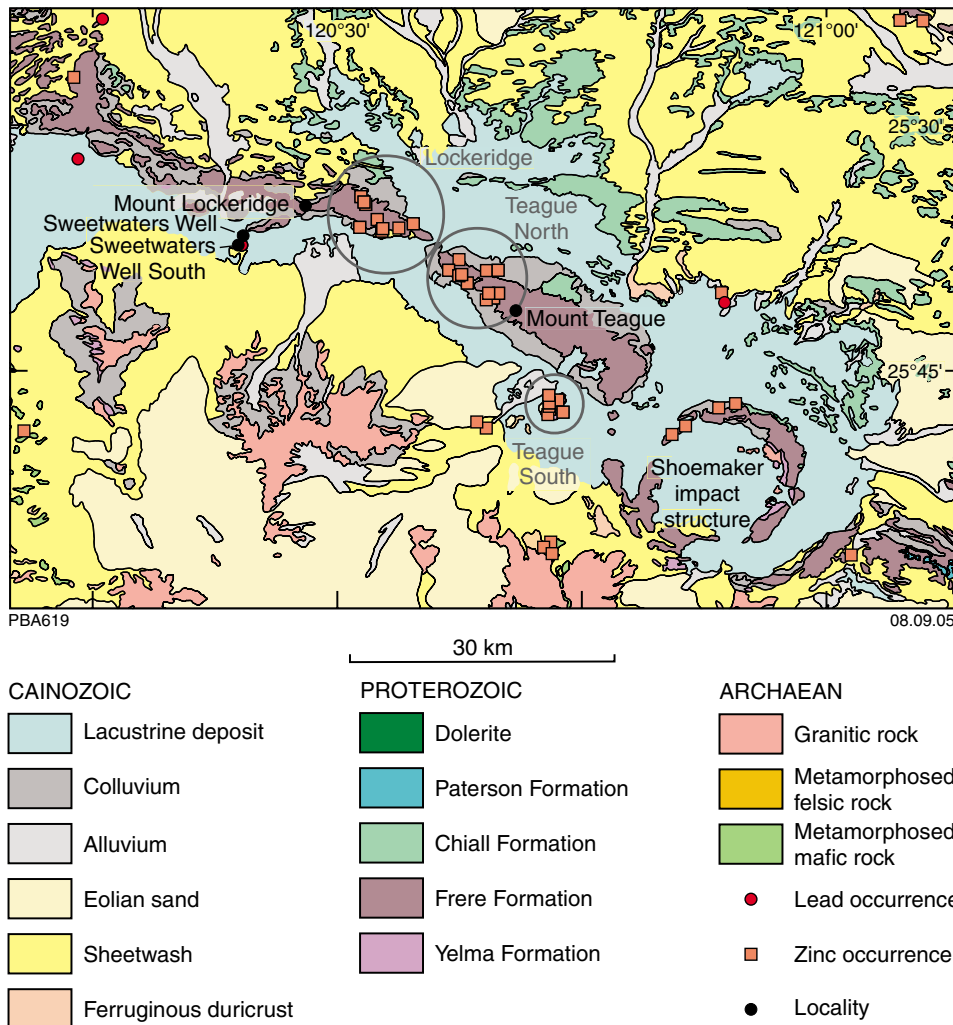 120°30'
121°00'
25°30'
Lockeridge
Mount Lockeridge
Teague
North
Sweetwaters Well
Sweetwaters
Well South
Mount Teague
25°45'
Teague
South
Shoemaker
impact
structure
PBA619
08.09.05
30 km
CAINOZOIC
Lacustrine deposit
Colluvium
Alluvium
Eolian sand
Sheetwash
Ferruginous duricrust
PROTEROZOIC
Dolerite
Paterson Formation
Chiall Formation
Frere Formation
Yelma Formation
ARCHAEAN
Granitic rock
Metamorphosed
felsic rock
Metamorphosed
mafic rock
Lead occurrence
Zinc occurrence
Locality